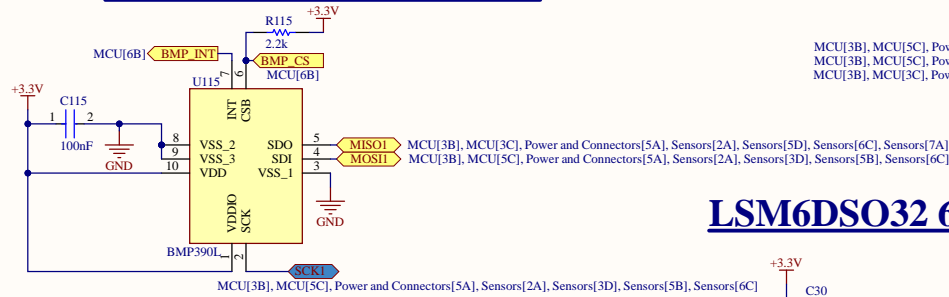 +3.3V
R115
2.2k
MCU[6B] BMP_INT
BMP_CS
MCU[6B]
MCU[3B], MCU[5C], Pow
MCU[3B], MCU[5C], Pow
MCU[3B], MCU[3C], Pow
+3.3V
C115
1 2
100nF
GND
U115
7 6
INT CSB
8 VSS_2 SDO 5 MISO1 MCU[3B], MCU[3C], Power and Connectors[5A], Sensors[2A], Sensors[5D], Sensors[6C], Sensors[7A]
9 VSS_3 SDI 4 MOSI1 MCU[3B], MCU[5C], Power and Connectors[5A], Sensors[2A], Sensors[3D], Sensors[5B], Sensors[6C]
10 VDD VSS_1 3
GND
VDDIO SCK
LSM6DSO32 6
BMP390L
1 2
SCK1
MCU[3B], MCU[5C], Power and Connectors[5A], Sensors[2A], Sensors[3D], Sensors[5B], Sensors[6C]
+3.3V
C30